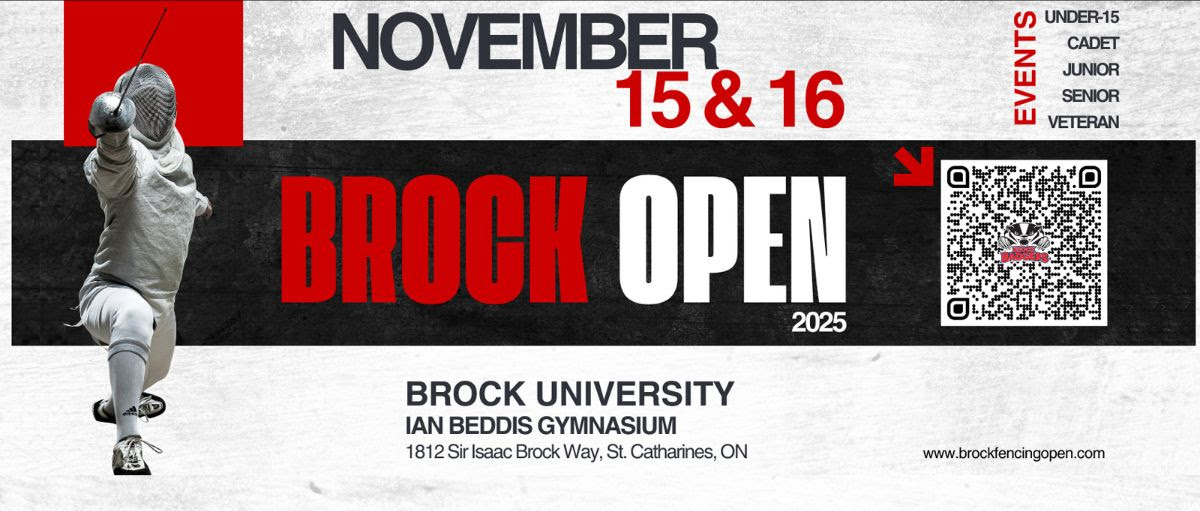 NOVEMBER
15 & 16
EVENTS
UNDER-15
CADET
JUNIOR
SENIOR
VETERAN
BROCK OPEN
2025
BROCK UNIVERSITY
IAN BEDDIS GYMNASIUM
1812 Sir Isaac Brock Way, St. Catharines, ON
www.brockfencingopen.com